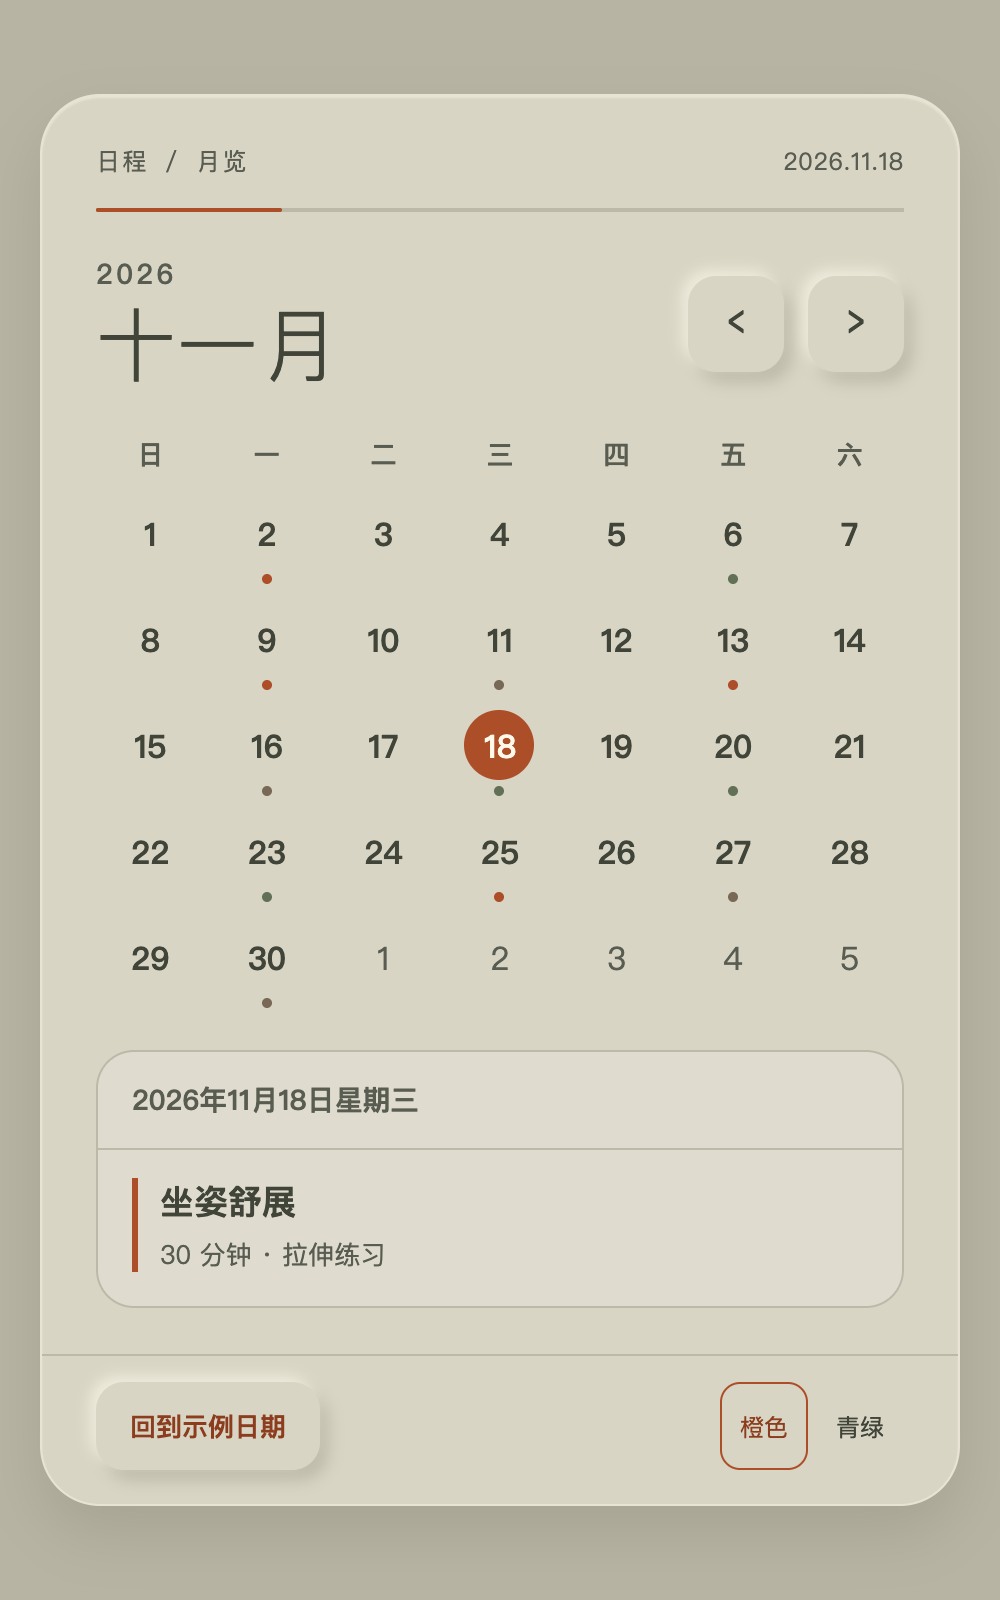 日程 / 月览
2026.11.18
2026
十一月
< >
日 一 二 三 四 五 六
1 2 3 4 5 6 7
8 9 10 11 12 13 14
15 16 17 18 19 20 21
22 23 24 25 26 27 28
29 30 1 2 3 4 5
2026年11月18日星期三
坐姿舒展
30 分钟 · 拉伸练习
回到示例日期
橙色 青绿